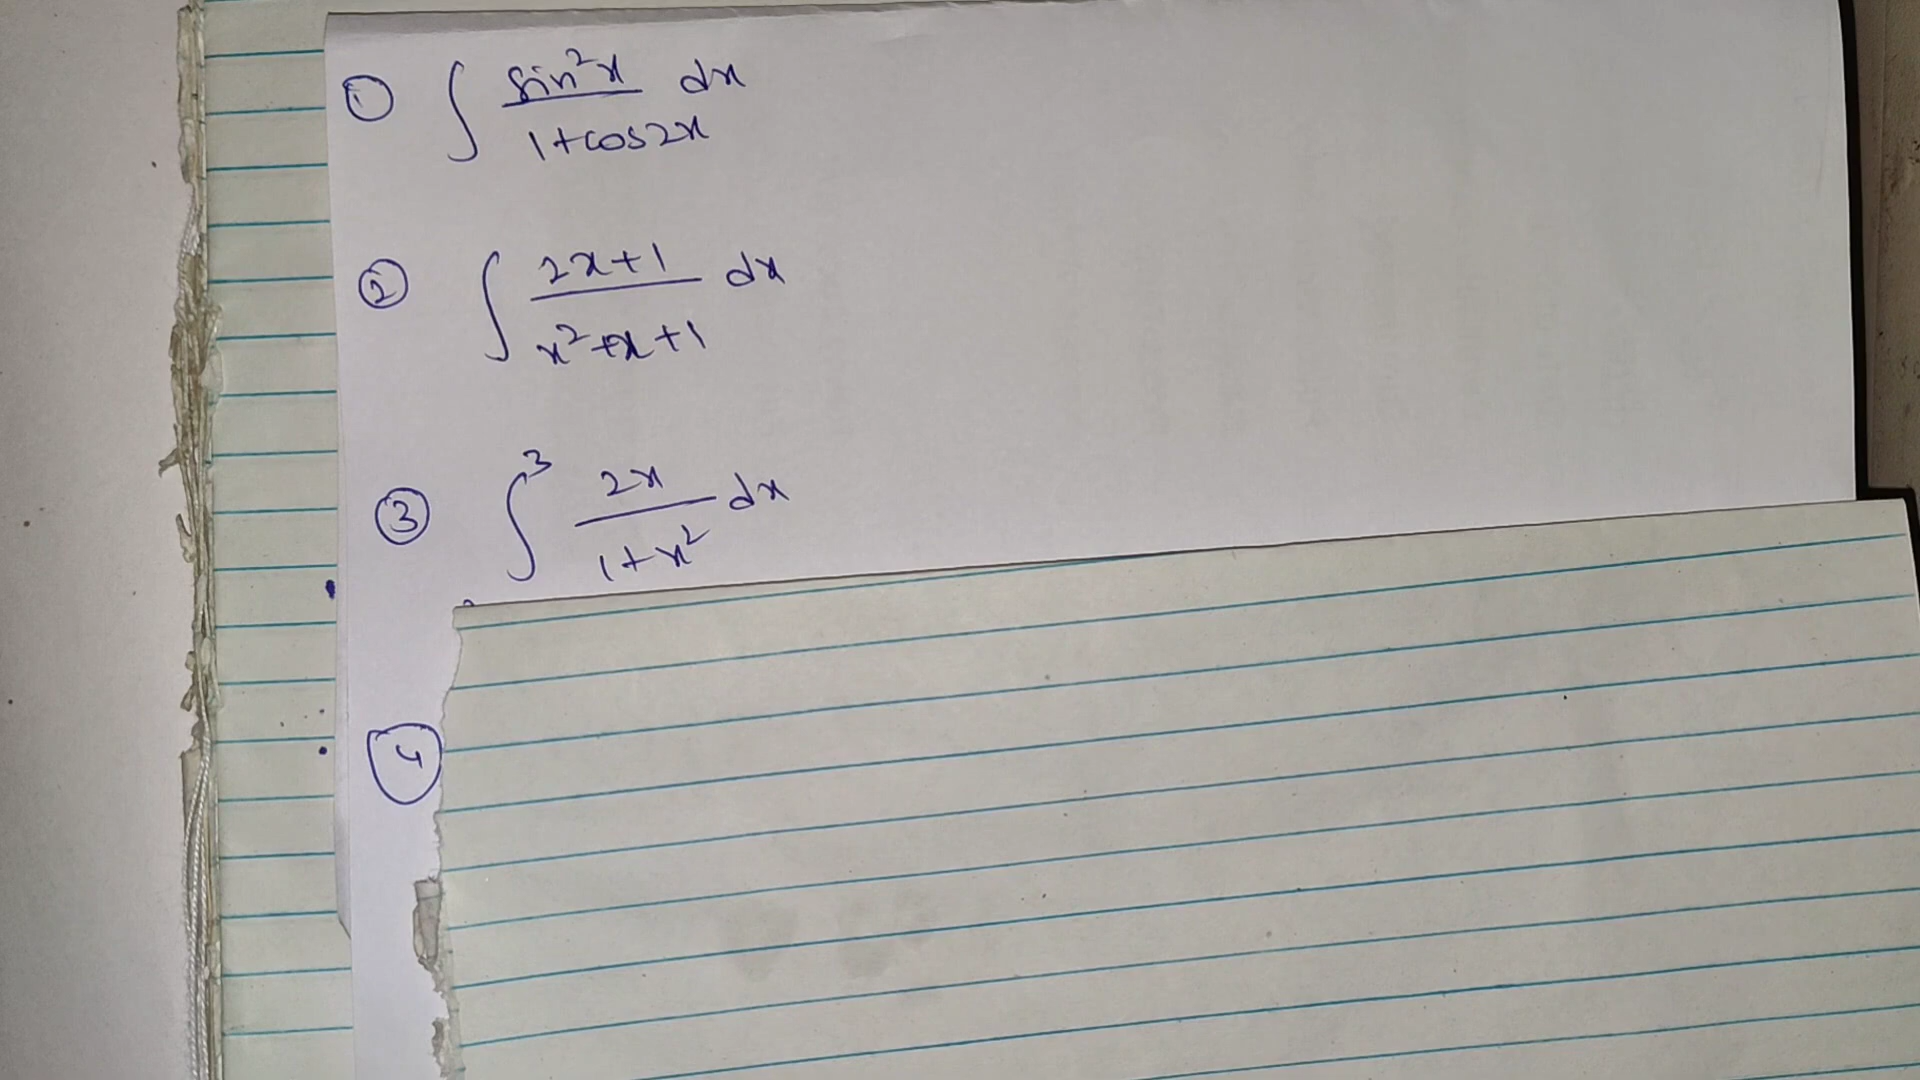 ① ∫ sin²x / 1+cos2x dx
② ∫ 2x+1 / x²+x+1 dx
③ ∫³ 2x / 1+x² dx
④